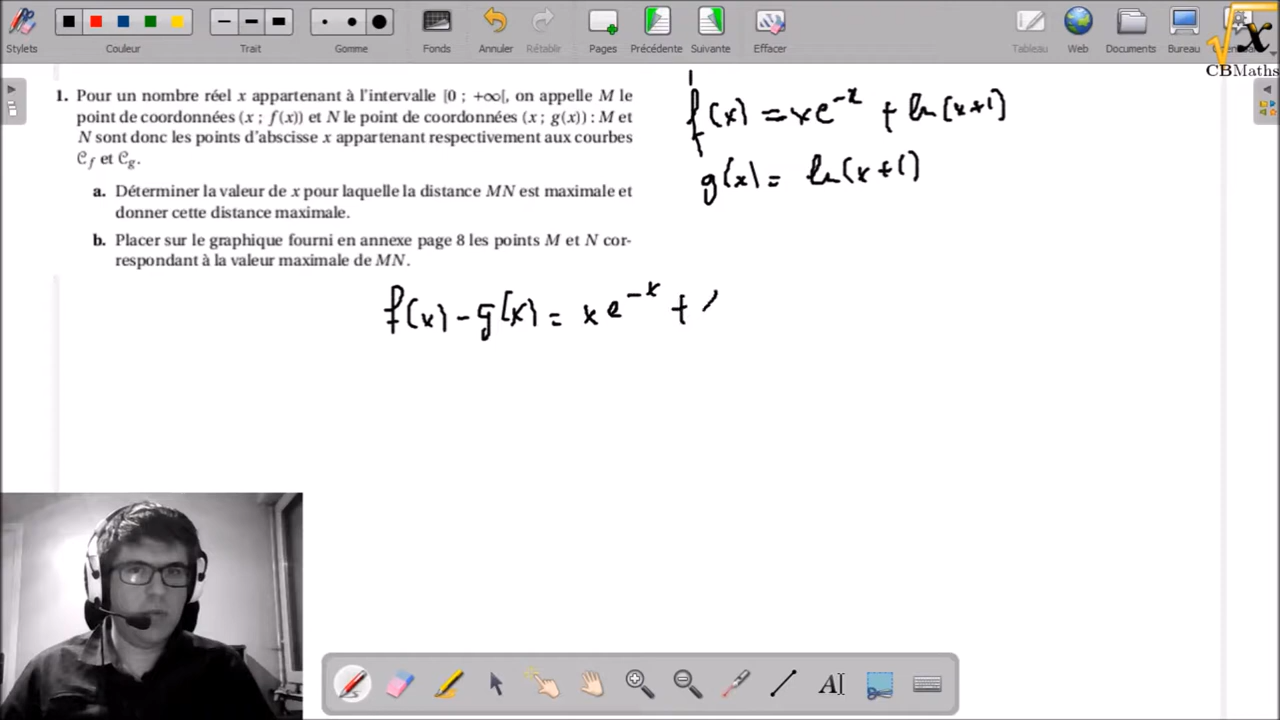 Stylets Couleur Trait Gomme Fonds Annuler Rétablir Pages Précédente Suivante Effacer Tableau Web Documents Bureau
CBMaths
1. Pour un nombre réel x appartenant à l'intervalle [0 ; +∞[, on appelle M le
point de coordonnées (x ; f(x)) et N le point de coordonnées (x ; g(x)) : M et
N sont donc les points d'abscisse x appartenant respectivement aux courbes
𝒞f et 𝒞g.
a. Déterminer la valeur de x pour laquelle la distance MN est maximale et
donner cette distance maximale.
b. Placer sur le graphique fourni en annexe page 8 les points M et N cor-
respondant à la valeur maximale de MN.
f(x) = xe^{-x} + ln(x+1)
g(x) = ln(x+1)
f(x) - g(x) = x e^{-x} +